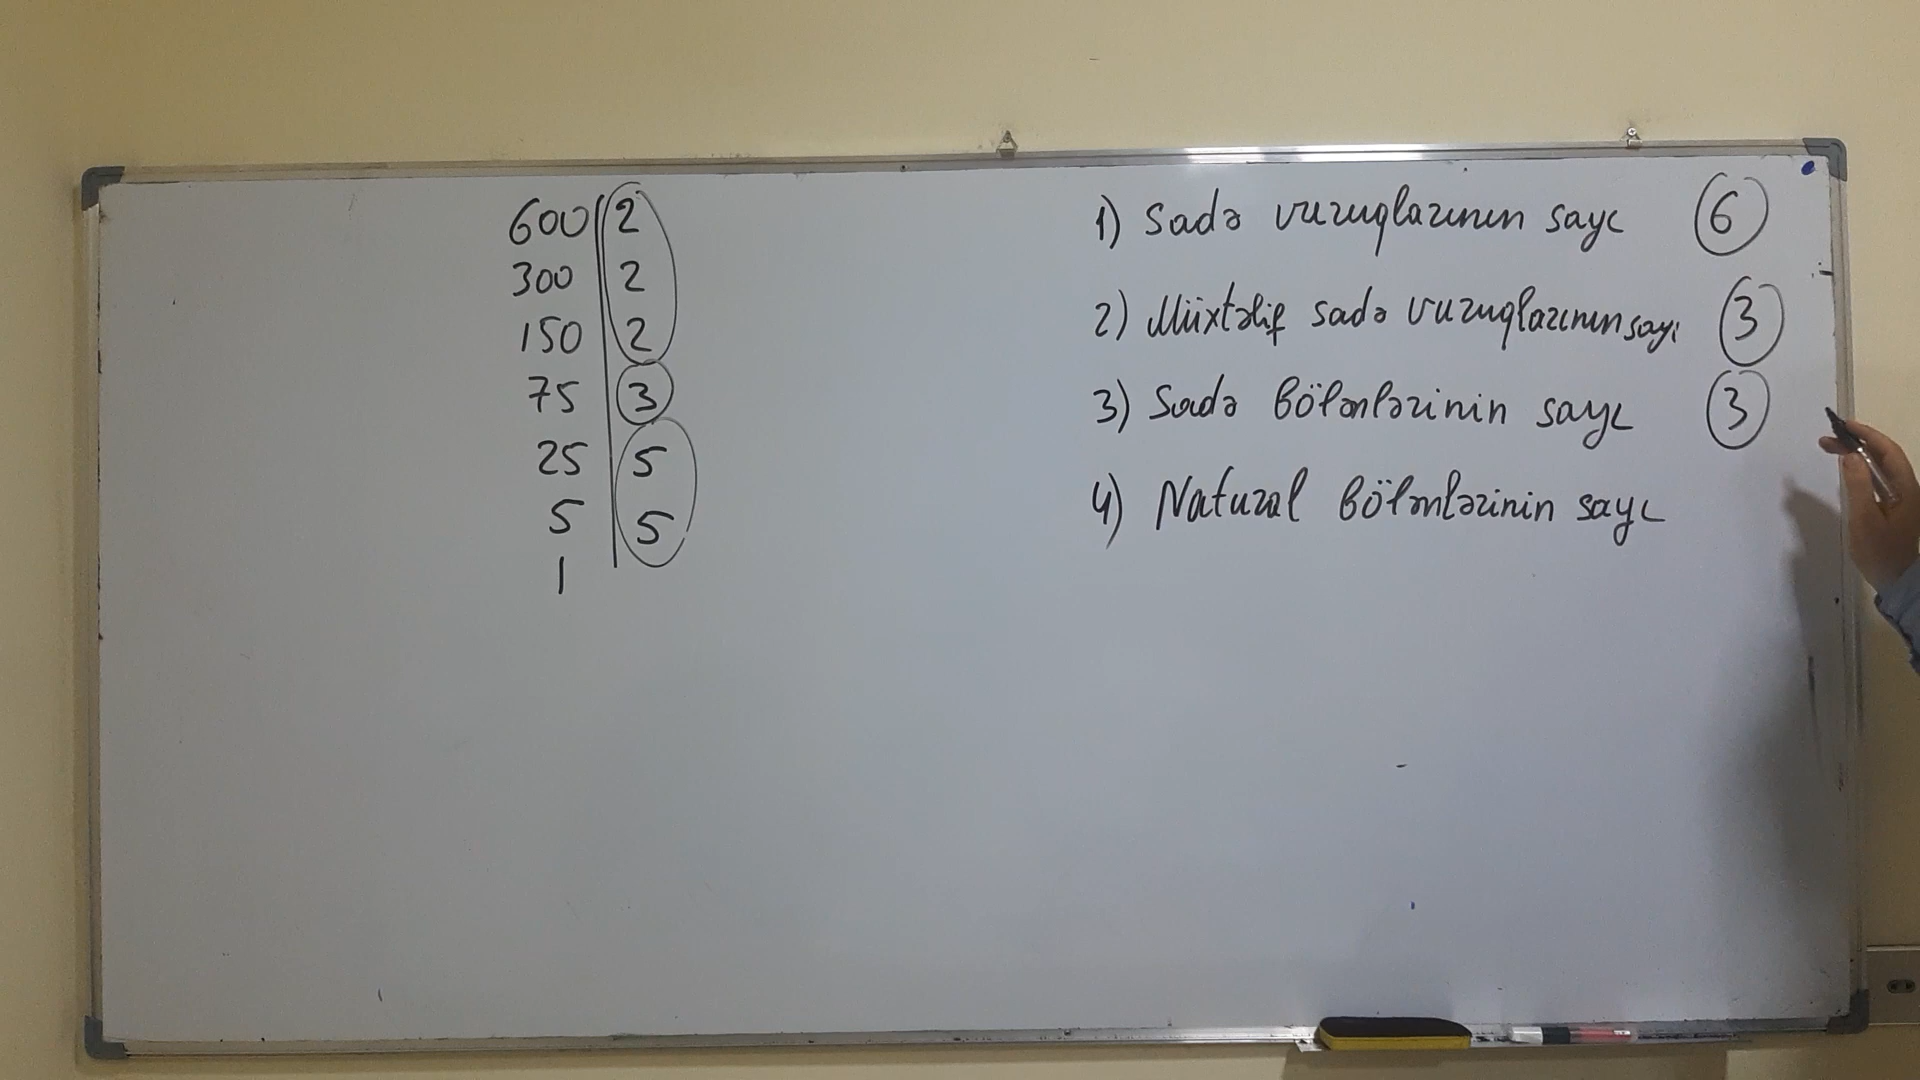 600 2
300 2
150 2
75 3
25 5
5 5
1
1) Sadə vuruqlarının sayı 6
2) Müxtəlif sadə vuruqlarının sayı 3
3) Sadə bölənlərinin sayı 3
4) Natural bölənlərinin sayı